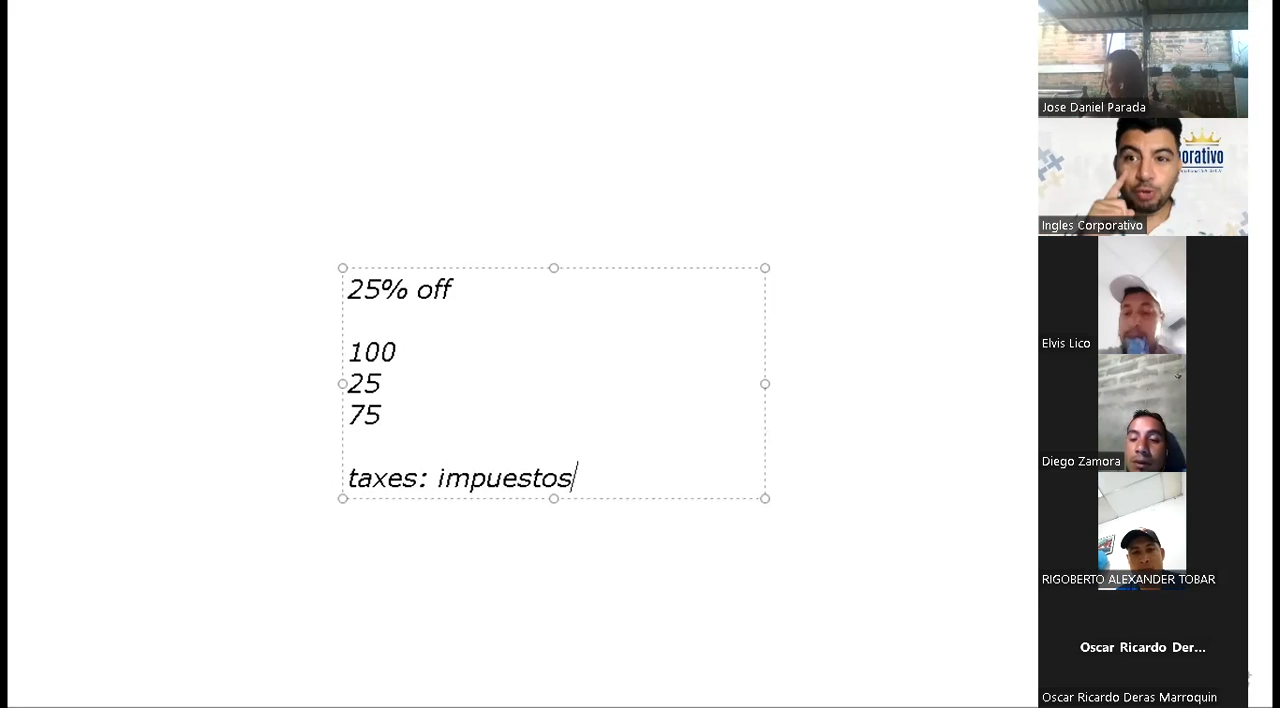 25% off
100
25
75
taxes: impuestos
Jose Daniel Parada
orativo
Ingles Corporativo
Elvis Lico
Diego Zamora
RIGOBERTO ALEXANDER TOBAR
Oscar Ricardo Der...
Oscar Ricardo Deras Marroquin